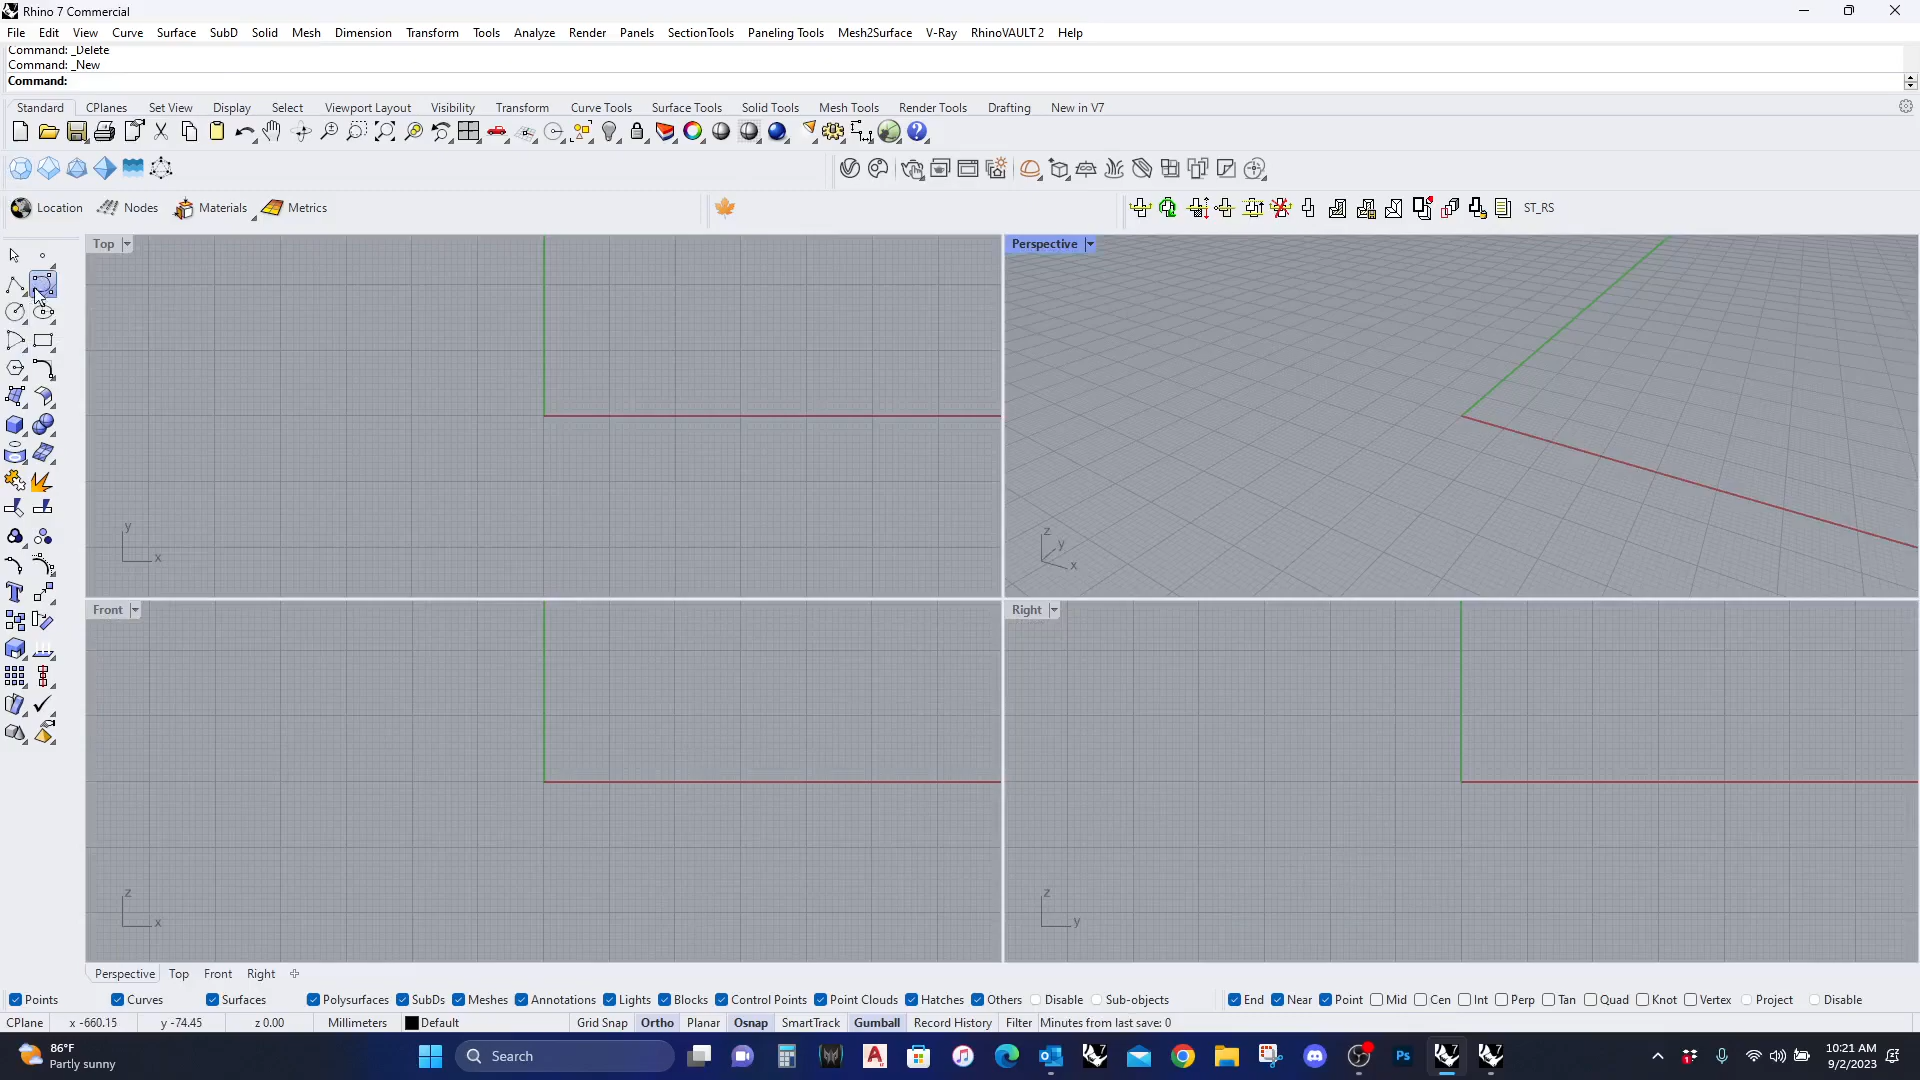 Rhino 7 Commercial
File Edit View Curve Surface SubD Solid Mesh Dimension Transform Tools Analyze Render Panels SectionTools Paneling Tools Mesh2Surface V-Ray RhinoVAULT 2 Help
Command: _Delete
Command: _New
Command:
Standard CPlanes Set View Display Select Viewport Layout Visibility Transform Curve Tools Surface Tools Solid Tools Mesh Tools Render Tools Drafting New in V7
Location Nodes Materials Metrics ST_RS
Top
Perspective
y
x
z
y
x
Front
Right
z
x
z
y
Perspective Top Front Right
Points Curves Surfaces Polysurfaces SubDs Meshes Annotations Lights Blocks Control Points Point Clouds Hatches Others Disable Sub-objects End Near Point Mid Cen Int Perp Tan Quad Knot Vertex Project Disable
CPlane x -660.15 y -74.45 z 0.00 Millimeters Default Grid Snap Ortho Planar Osnap SmartTrack Gumball Record History Filter Minutes from last save: 0
86°F
Partly sunny
Search
Ps
10:21 AM
9/2/2023